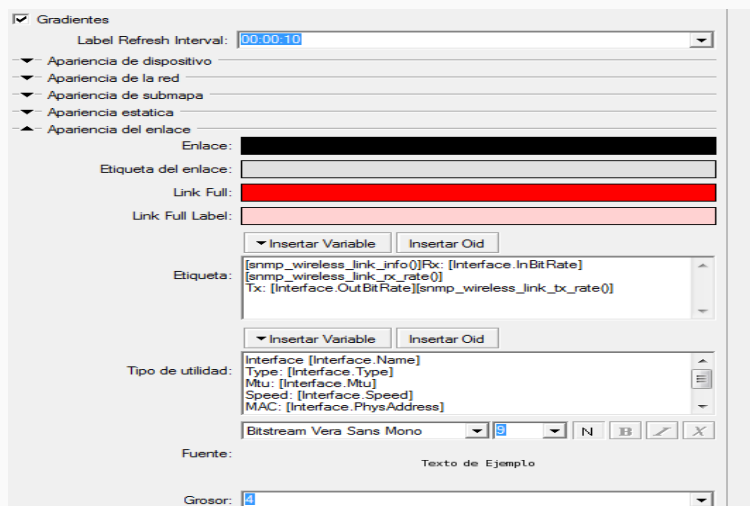 Gradientes
Label Refresh Interval: 00:00:10
Apariencia de dispositivo
Apariencia de la red
Apariencia de submapa
Apariencia estatica
Apariencia del enlace
Enlace:
Etiqueta del enlace:
Link Full:
Link Full Label:
Insertar Variable Insertar Oid
Etiqueta:
[snmp_wireless_link_info()]Rx: [Interface.InBitRate]
[snmp_wireless_link_rx_rate()]
Tx: [Interface.OutBitRate][snmp_wireless_link_tx_rate()]
Insertar Variable Insertar Oid
Tipo de utilidad:
Interface [Interface.Name]
Type: [Interface.Type]
Mtu: [Interface.Mtu]
Speed: [Interface.Speed]
MAC: [Interface.PhysAddress]
Bitstream Vera Sans Mono 9 N B I X
Fuente:
Texto de Ejemplo
Grosor: 4